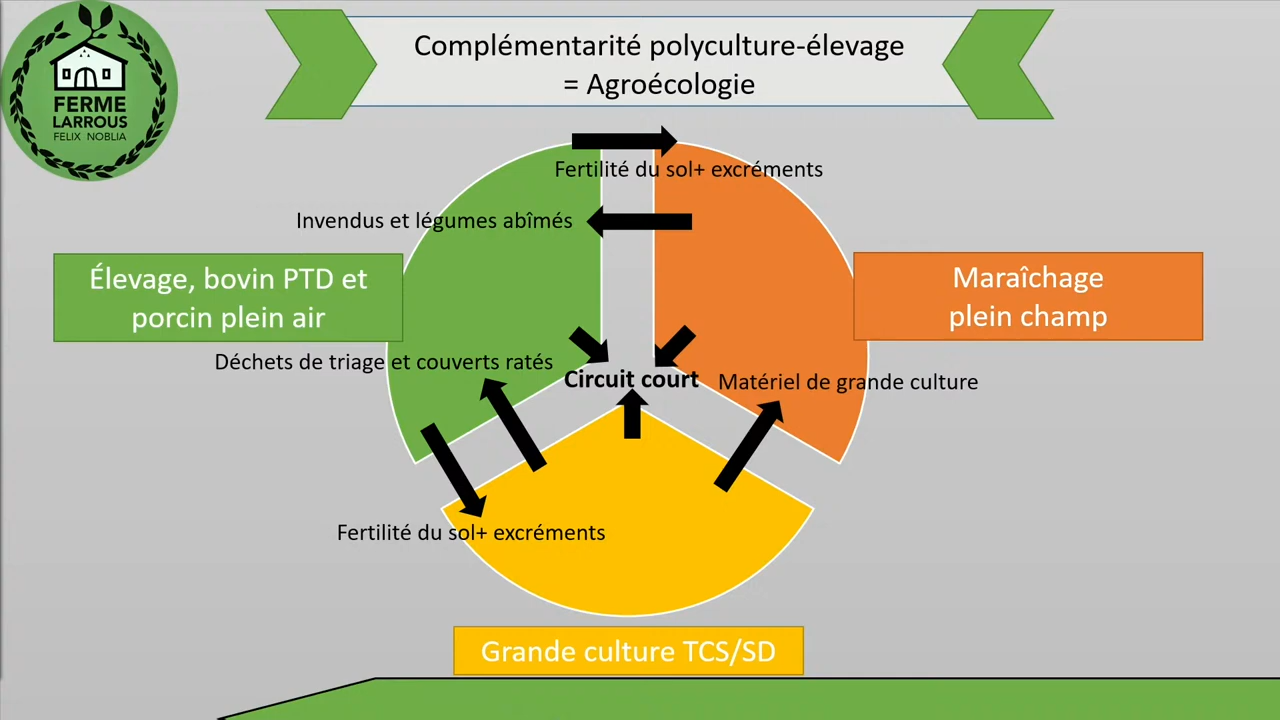 FERME
LARROUS
FELIX NOBLIA
Complémentarité polyculture-élevage
= Agroécologie
Fertilité du sol+ excréments
Invendus et légumes abîmés
Élevage, bovin PTD et
porcin plein air
Maraîchage
plein champ
Déchets de triage et couverts ratés
Circuit court
Matériel de grande culture
Fertilité du sol+ excréments
Grande culture TCS/SD